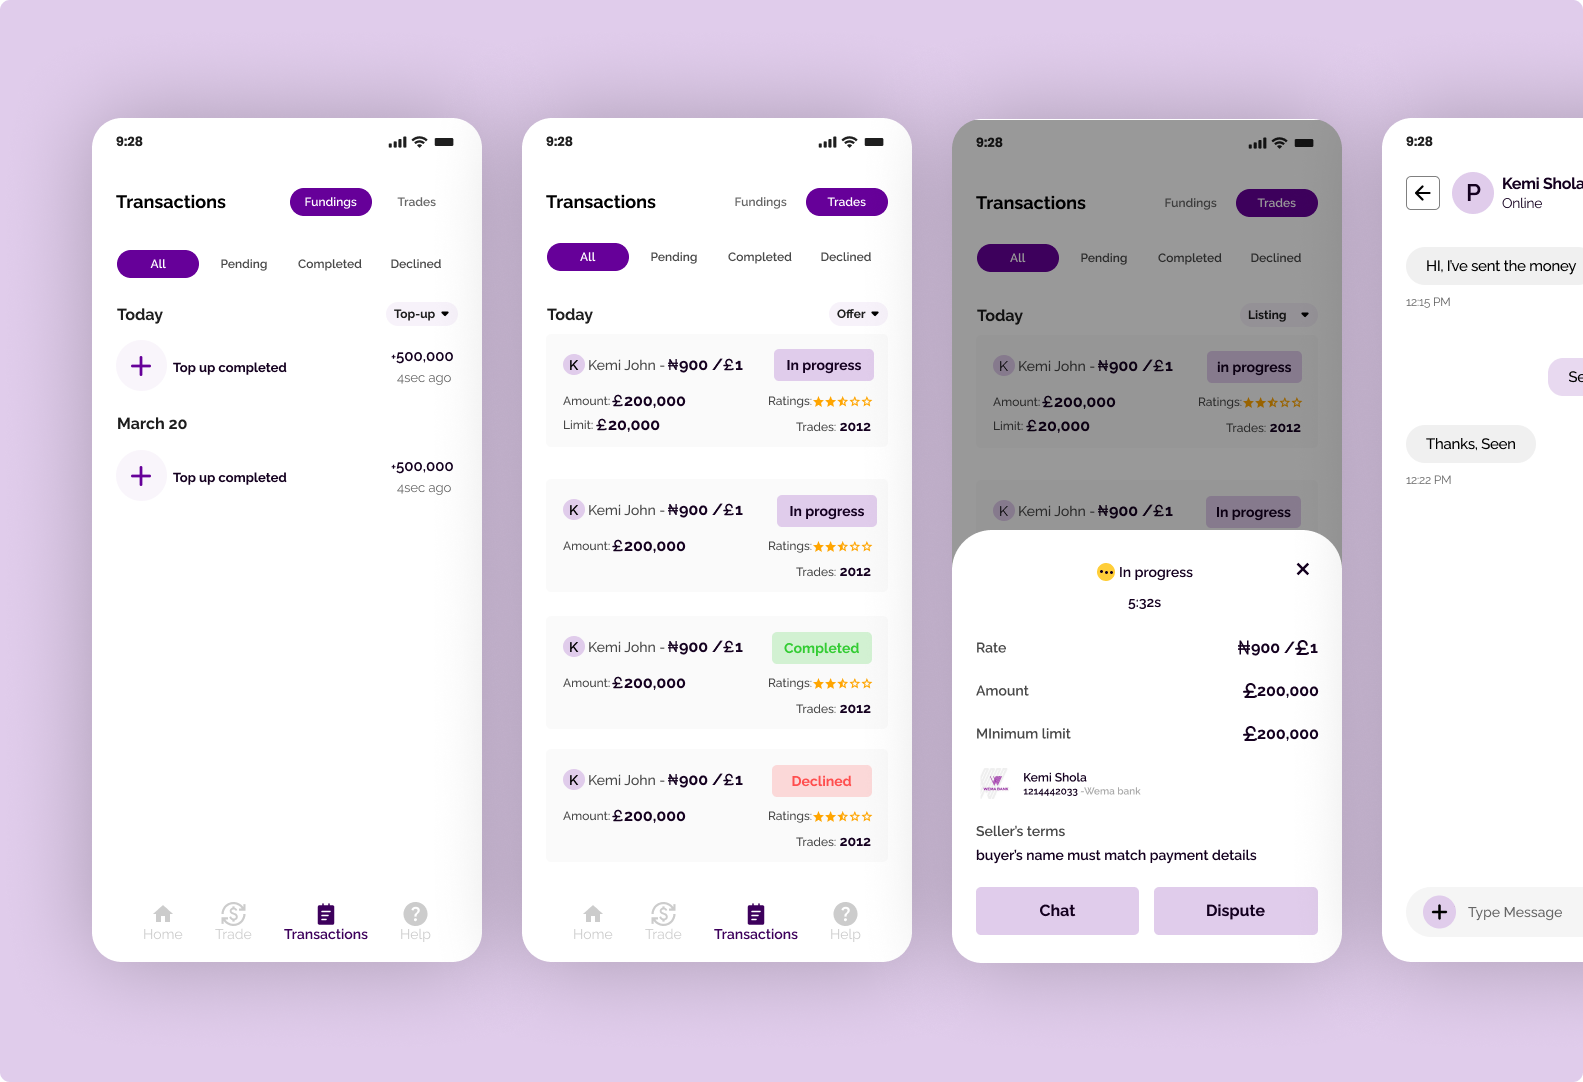 9:28
Transactions
Fundings
Trades
All
Pending
Completed
Declined
Today
Top-up
Top up completed
+500,000
4sec ago
March 20
Top up completed
+500,000
4sec ago
Home
Trade
Transactions
Help
9:28
Transactions
Fundings
Trades
All
Pending
Completed
Declined
Today
Offer
K Kemi John - ₦900 /£1
In progress
Amount: £200,000
Ratings:
Limit: £20,000
Trades: 2012
K Kemi John - ₦900 /£1
In progress
Amount: £200,000
Ratings:
Trades: 2012
K Kemi John - ₦900 /£1
Completed
Amount: £200,000
Ratings:
Trades: 2012
K Kemi John - ₦900 /£1
Declined
Amount: £200,000
Ratings:
Trades: 2012
Home
Trade
Transactions
Help
9:28
Transactions
Fundings
Trades
All
Pending
Completed
Declined
Today
Listing
K Kemi John - ₦900 /£1
in progress
Amount: £200,000
Ratings:
Limit: £20,000
Trades: 2012
K Kemi John - ₦900 /£1
In progress
In progress
5:32s
Rate
₦900 /£1
Amount
£200,000
MInimum limit
£200,000
WEMA BANK
Kemi Shola
1214442033 -Wema bank
Seller's terms
buyer's name must match payment details
Chat
Dispute
9:28
P
Kemi Shola
Online
HI, I've sent the money
12:15 PM
Se
Thanks, Seen
12:22 PM
Type Message